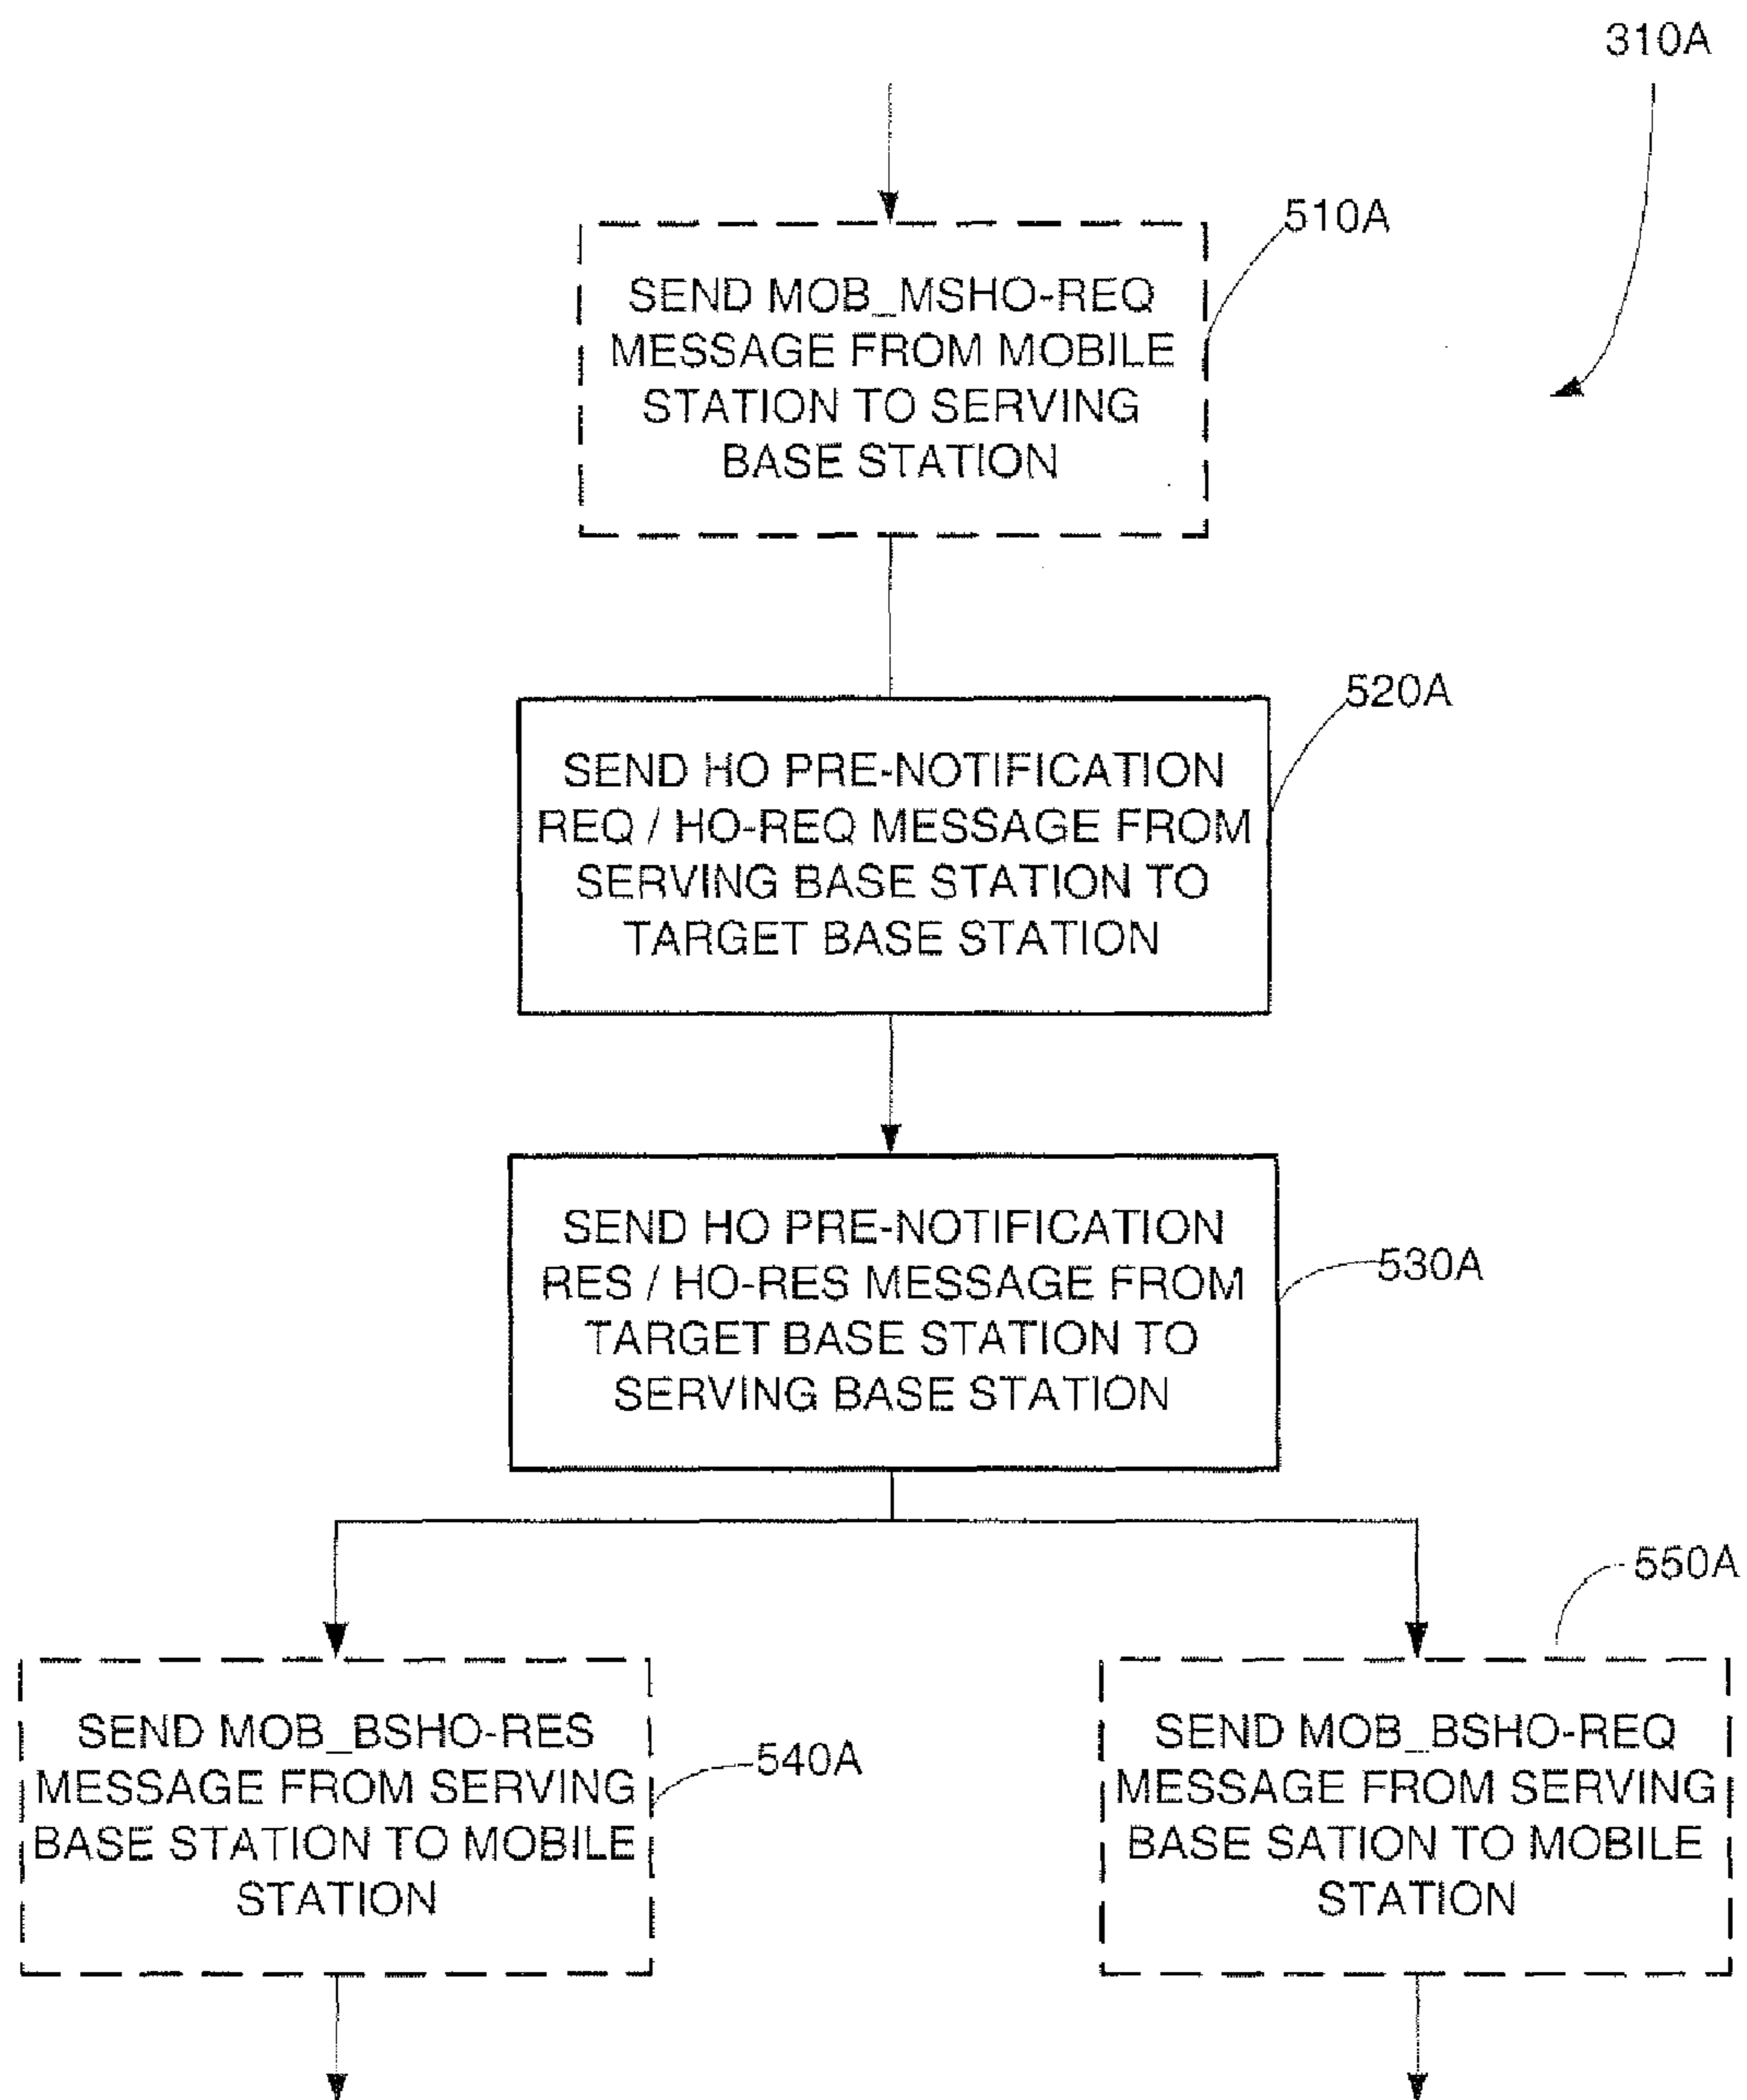 310A
510A
SEND MOB_MSHO-REQ
MESSAGE FROM MOBILE
STATION TO SERVING
BASE STATION
520A
SEND HO PRE-NOTIFICATION
REQ / HO-REQ MESSAGE FROM
SERVING BASE STATION TO
TARGET BASE STATION
530A
SEND HO PRE-NOTIFICATION
RES / HO-RES MESSAGE FROM
TARGET BASE STATION TO
SERVING BASE STATION
540A
SEND MOB_BSHO-RES
MESSAGE FROM SERVING
BASE STATION TO MOBILE
STATION
550A
SEND MOB_BSHO-REQ
MESSAGE FROM SERVING
BASE SATION TO MOBILE
STATION